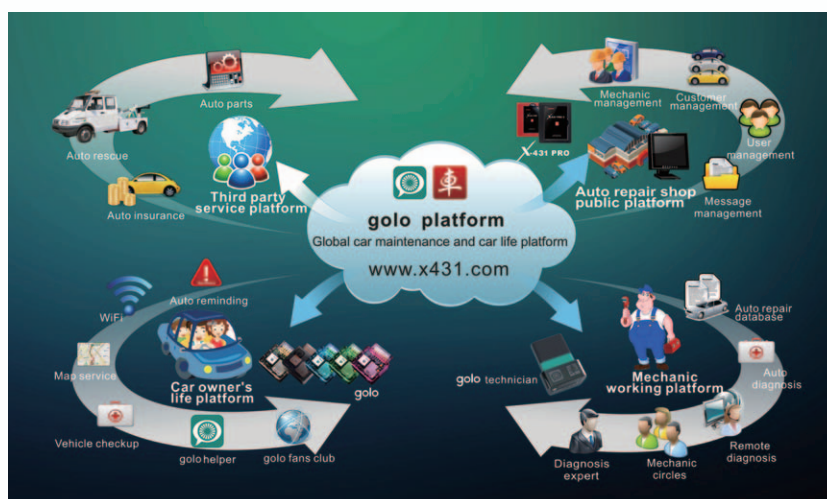 Auto parts
Auto rescue
Auto insurance
Third party
service platform
Mechanic
management
Customer
management
User
management
Message
management
X-431 PRO
Auto repair shop
public platform
車
golo platform
Global car maintenance and car life platform
www.x431.com
Auto reminding
WiFi
Map service
Vehicle checkup
golo helper
golo fans club
Car owner's
life platform
golo
golo technician
Mechanic
working platform
Auto repair
database
Auto
diagnosis
Remote
diagnosis
Mechanic
circles
Diagnosis
expert